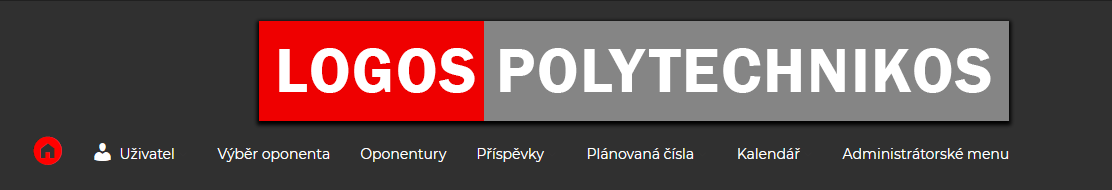 LOGOS POLYTECHNIKOS
Uživatel Výběr oponenta Oponentury Příspěvky Plánovaná čísla Kalendář Administrátorské menu